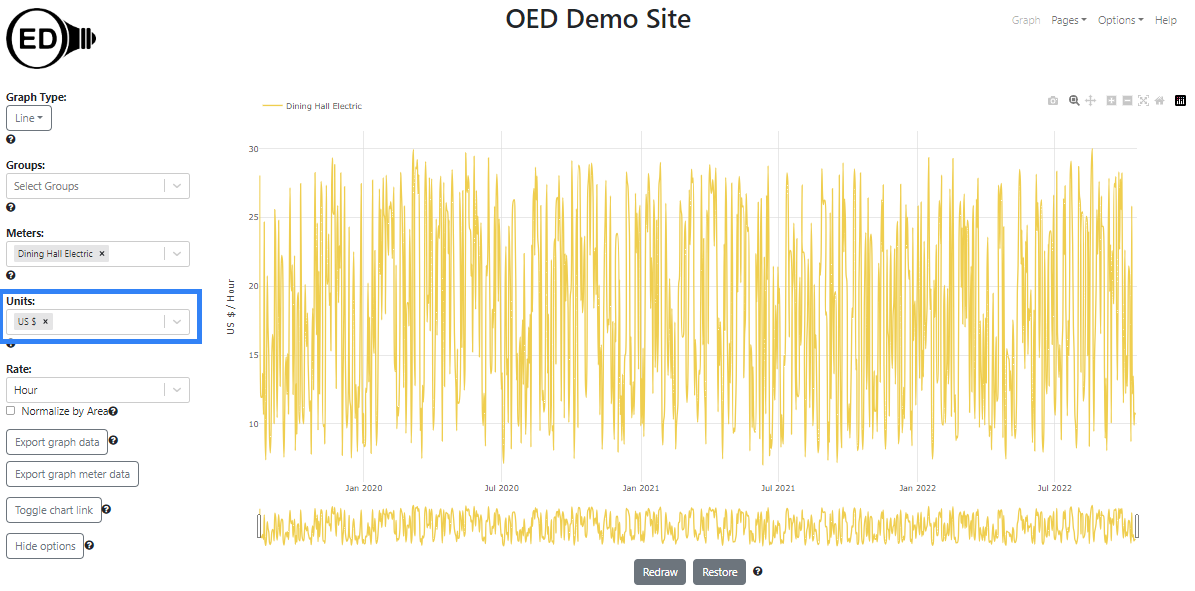 ED
OED Demo Site
Graph Pages Options Help
Graph Type:
Line
Groups:
Select Groups
Meters:
Dining Hall Electric ×
Units:
US $ ×
Rate:
Hour
Normalize by Area
Export graph data
Export graph meter data
Toggle chart link
Hide options
Dining Hall Electric
US $ / Hour
30
25
20
15
10
Jan 2020 Jul 2020 Jan 2021 Jul 2021 Jan 2022 Jul 2022
Redraw Restore